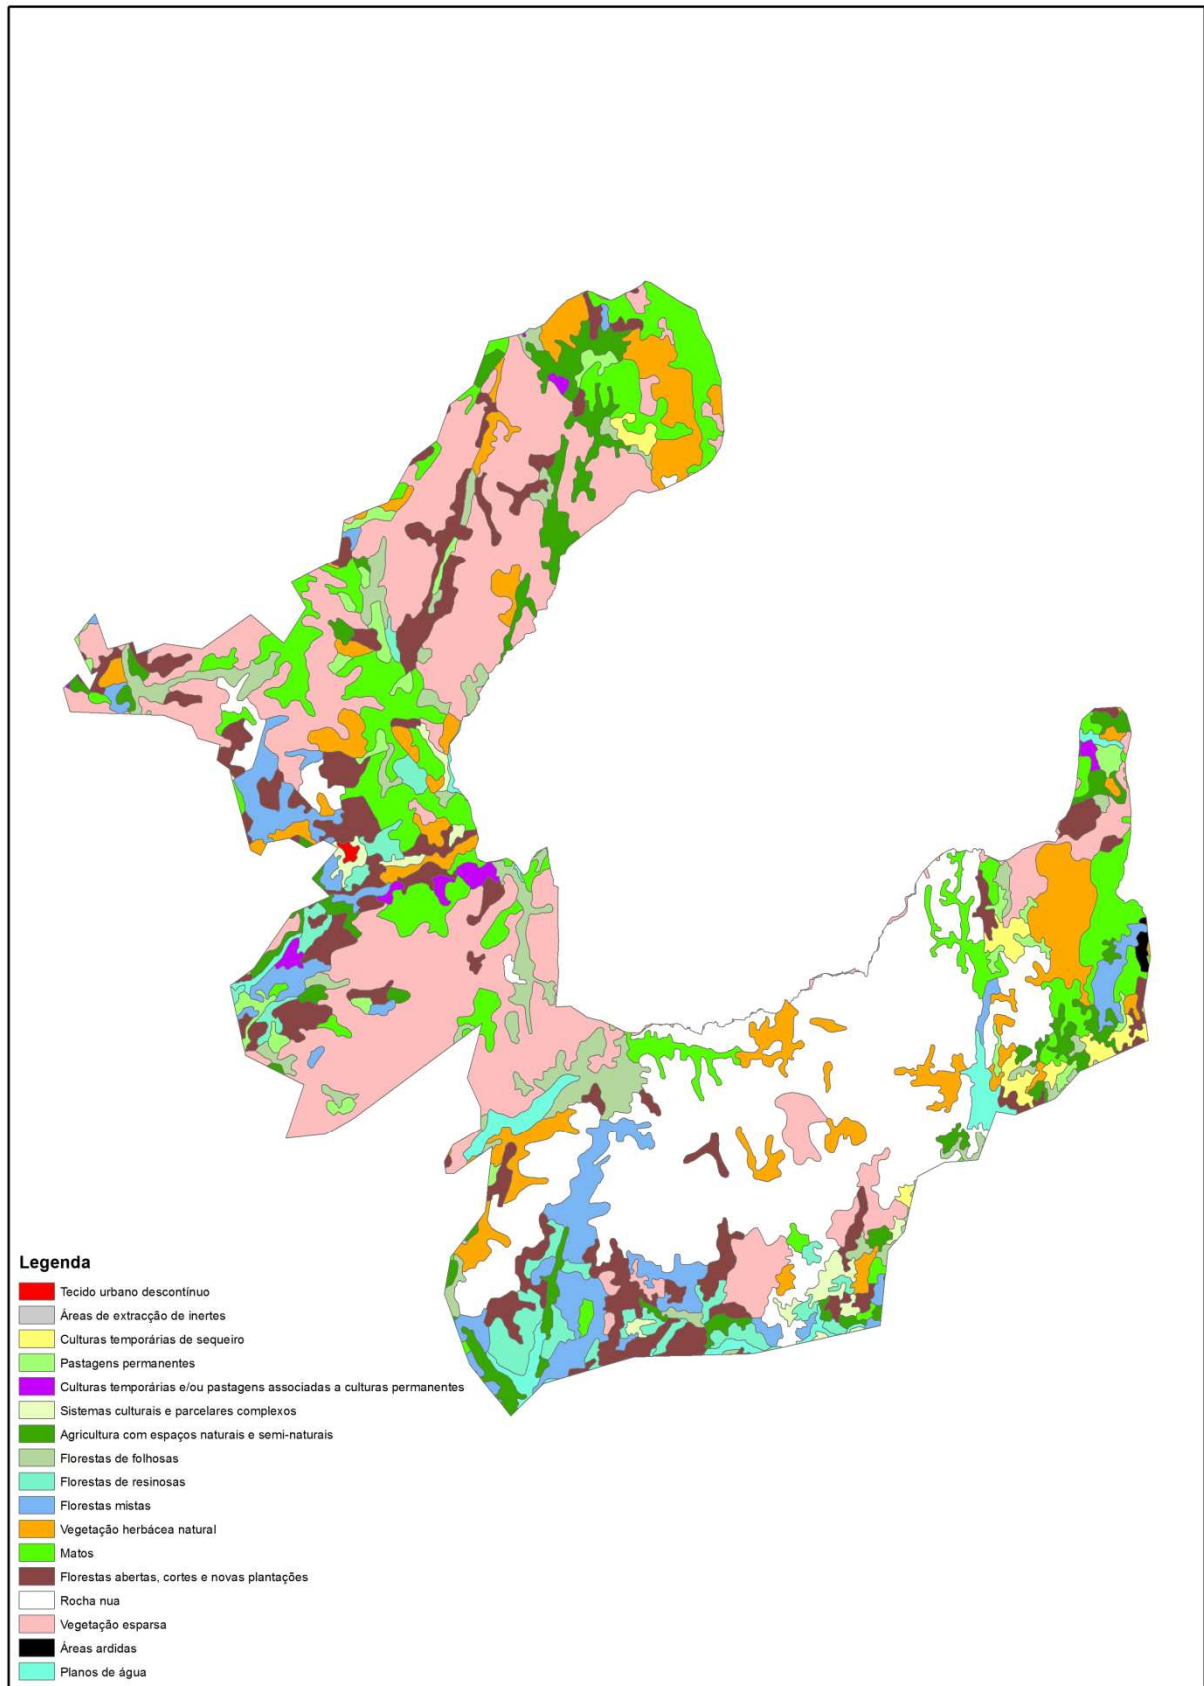 Legenda
Tecido urbano descontínuo
Áreas de extracção de inertes
Culturas temporárias de sequeiro
Pastagens permanentes
Culturas temporárias e/ou pastagens associadas a culturas permanentes
Sistemas culturais e parcelares complexos
Agricultura com espaços naturais e semi-naturais
Florestas de folhosas
Florestas de resinosas
Florestas mistas
Vegetação herbácea natural
Matos
Florestas abertas, cortes e novas plantações
Rocha nua
Vegetação esparsa
Áreas ardidas
Planos de água